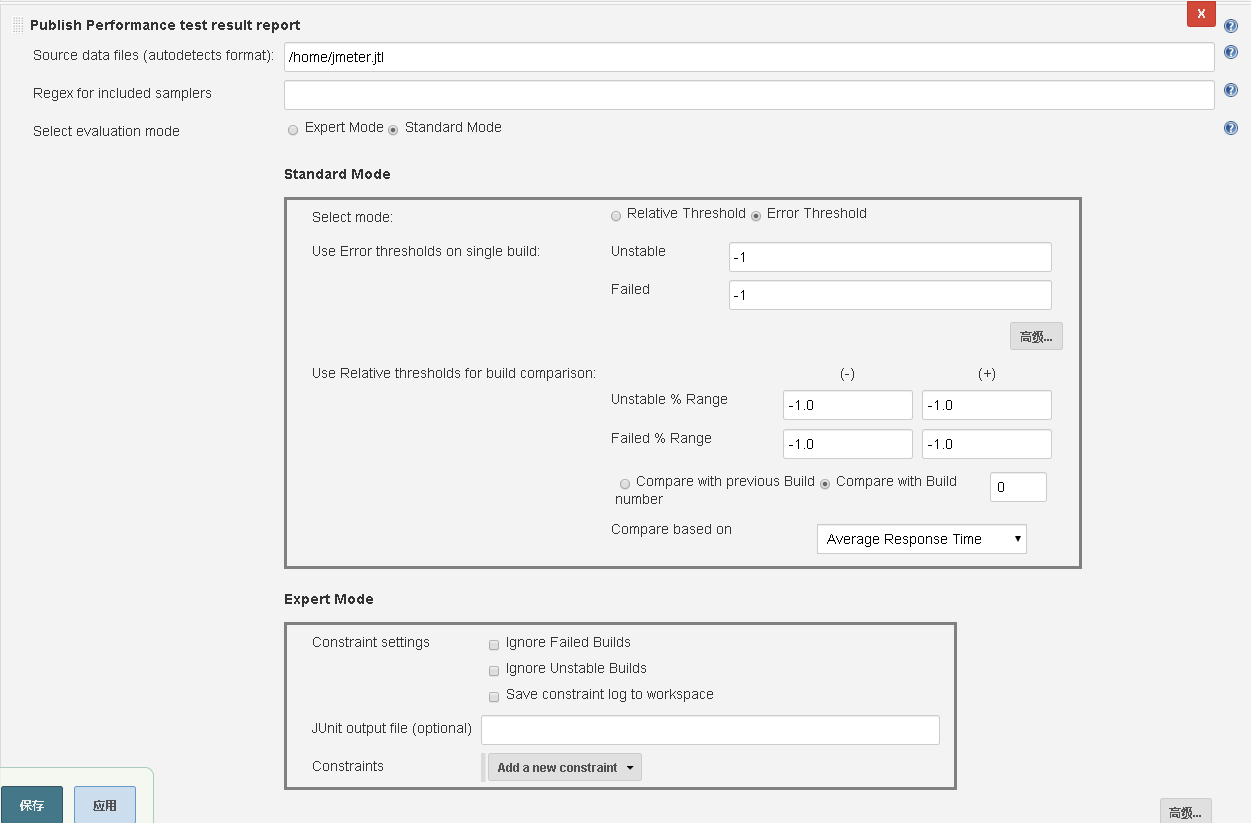 X
Publish Performance test result report
Source data files (autodetects format): /home/jmeter.jtl
Regex for included samplers
Select evaluation mode Expert Mode Standard Mode
Standard Mode
Select mode: Relative Threshold Error Threshold
Use Error thresholds on single build: Unstable -1
Failed -1
高级...
Use Relative thresholds for build comparison: (-) (+)
Unstable % Range -1.0 -1.0
Failed % Range -1.0 -1.0
Compare with previous Build Compare with Build 0
number
Compare based on Average Response Time
Expert Mode
Constraint settings Ignore Failed Builds
Ignore Unstable Builds
Save constraint log to workspace
JUnit output file (optional)
Constraints Add a new constraint
保存 应用
高级...